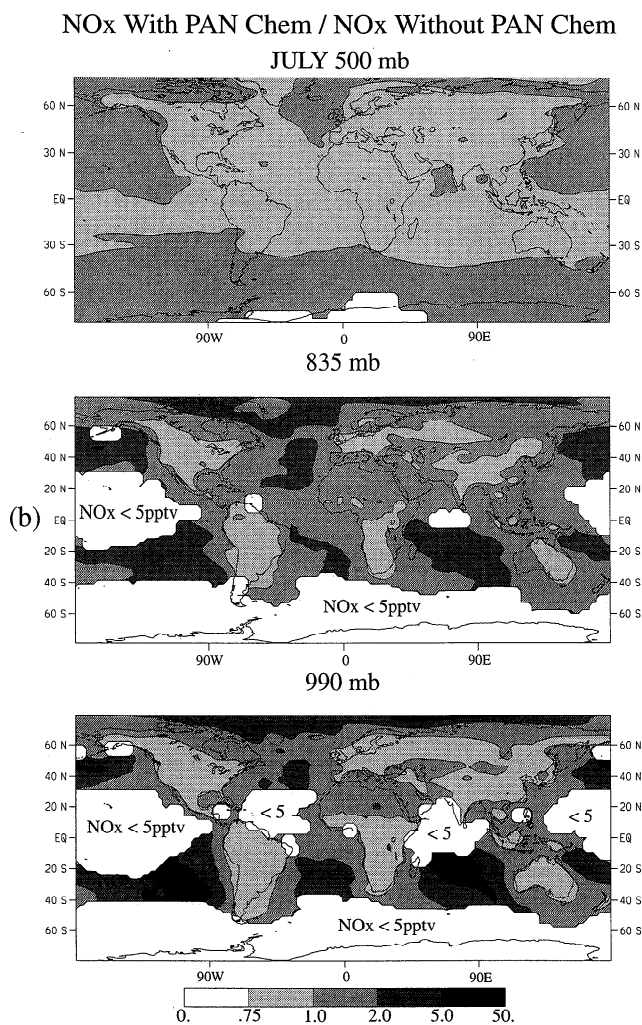 NOx With PAN Chem / NOx Without PAN Chem
JULY 500 mb
60 N 60 N
30 N 30 N
EQ EQ
30 S 30 S
60 S 60 S
90W 0 90E
835 mb
60 N 60 N
40 N 40 N
20 N 20 N
(b) EQ NOx < 5pptv EQ
20 S 20 S
40 S 40 S
NOx < 5pptv
60 S 60 S
90W 0 90E
990 mb
60 N 60 N
40 N 40 N
20 N < 5 < 5 20 N
NOx < 5pptv < 5
EQ EQ
20 S 20 S
40 S 40 S
60 S NOx < 5pptv 60 S
90W 0 90E
0. .75 1.0 2.0 5.0 50.